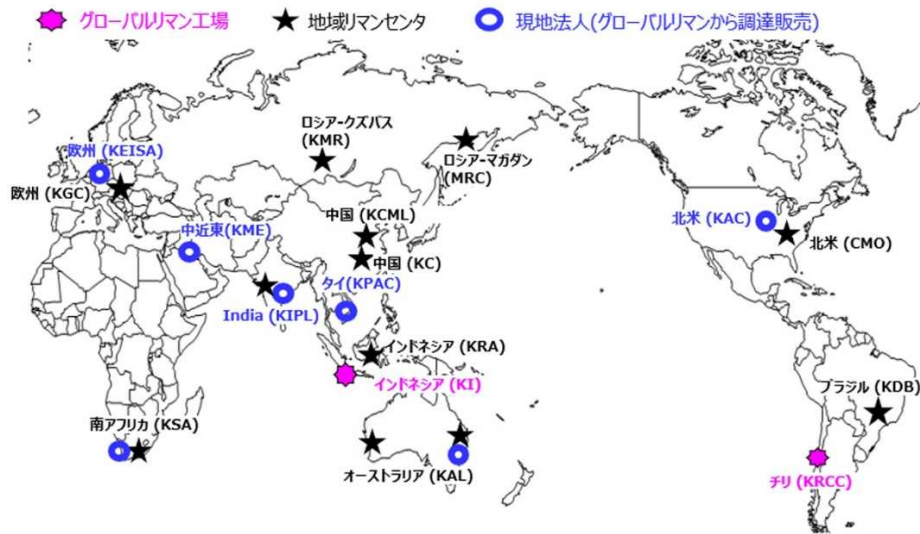 グローバルリマン工場
地域リマンセンタ
現地法人(グローバルリマンから調達販売)
ロシアークズバス
(KMR)
ロシアーマガダン
(MRC)
欧州 (KEISA)
欧州 (KGC)
中国 (KCML)
中近東(KME)
中国 (KC)
北米 (KAC)
北米 (CMO)
タイ(KPAC)
India (KIPL)
インドネシア (KRA)
インドネシア (KI)
ブラジル (KDB)
南アフリカ (KSA)
オーストラリア (KAL)
チリ (KRCC)